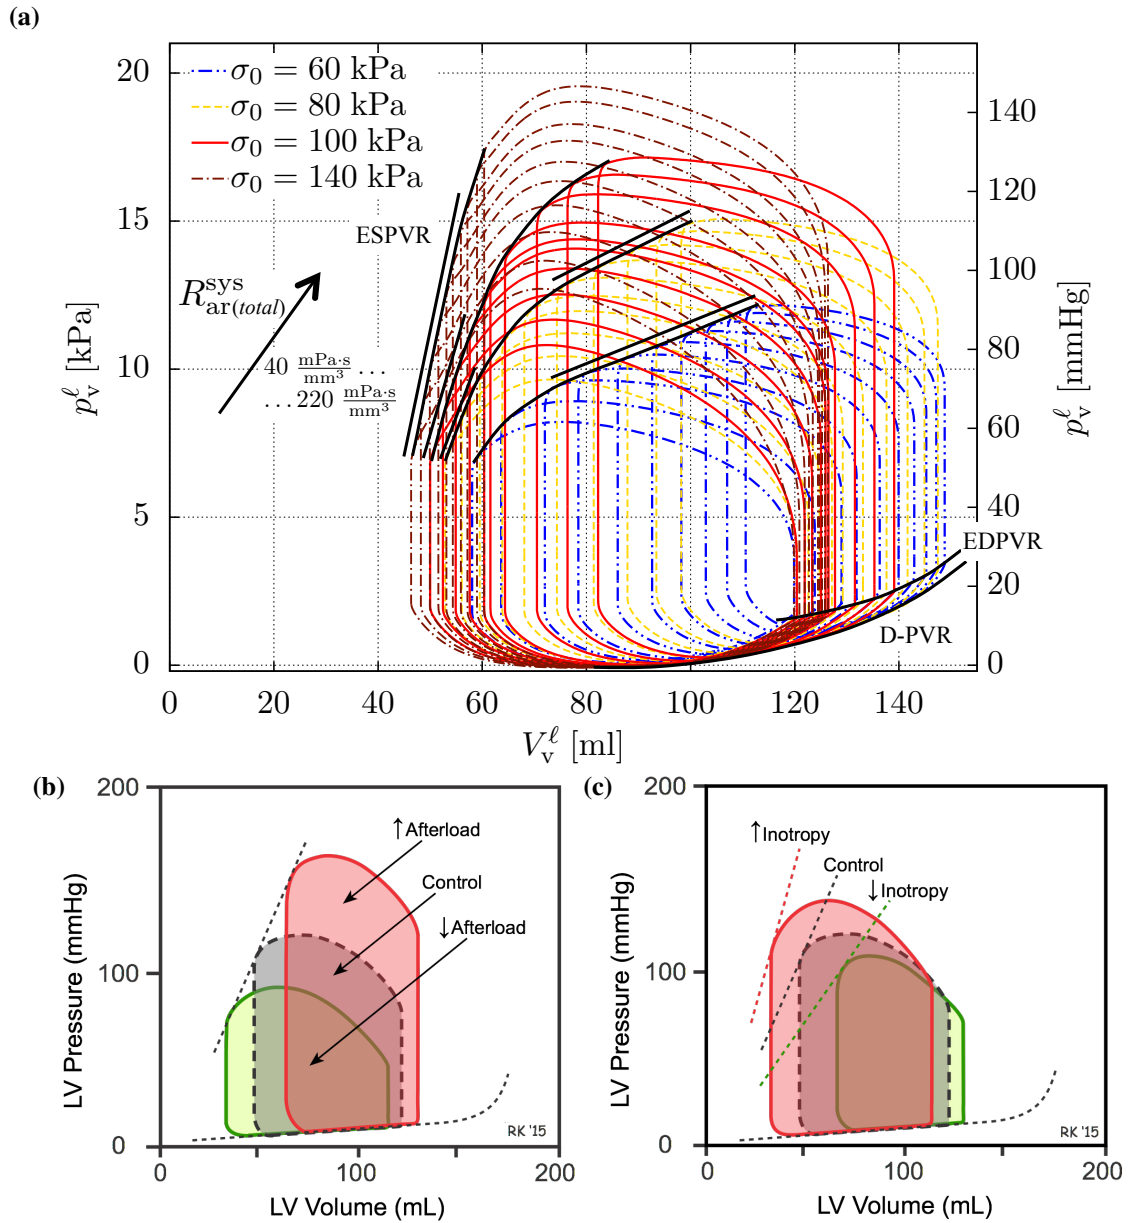 (a)
σ₀ = 60 kPa
σ₀ = 80 kPa
σ₀ = 100 kPa
σ₀ = 140 kPa
ESPVR
R^sys_ar(total)
40 mPa·s/mm³ ...
... 220 mPa·s/mm³
EDPVR
D-PVR
20
15
10
5
0
p_v^ℓ [kPa]
140
120
100
80
60
40
20
0
p_v^ℓ [mmHg]
0 20 40 60 80 100 120 140
V_v^ℓ [ml]
(b)
200
100
0
LV Pressure (mmHg)
↑Afterload
Control
↓Afterload
RK '15
0 100 200
LV Volume (mL)
(c)
200
100
0
LV Pressure (mmHg)
↑Inotropy
Control
↓Inotropy
RK '15
0 100 200
LV Volume (mL)